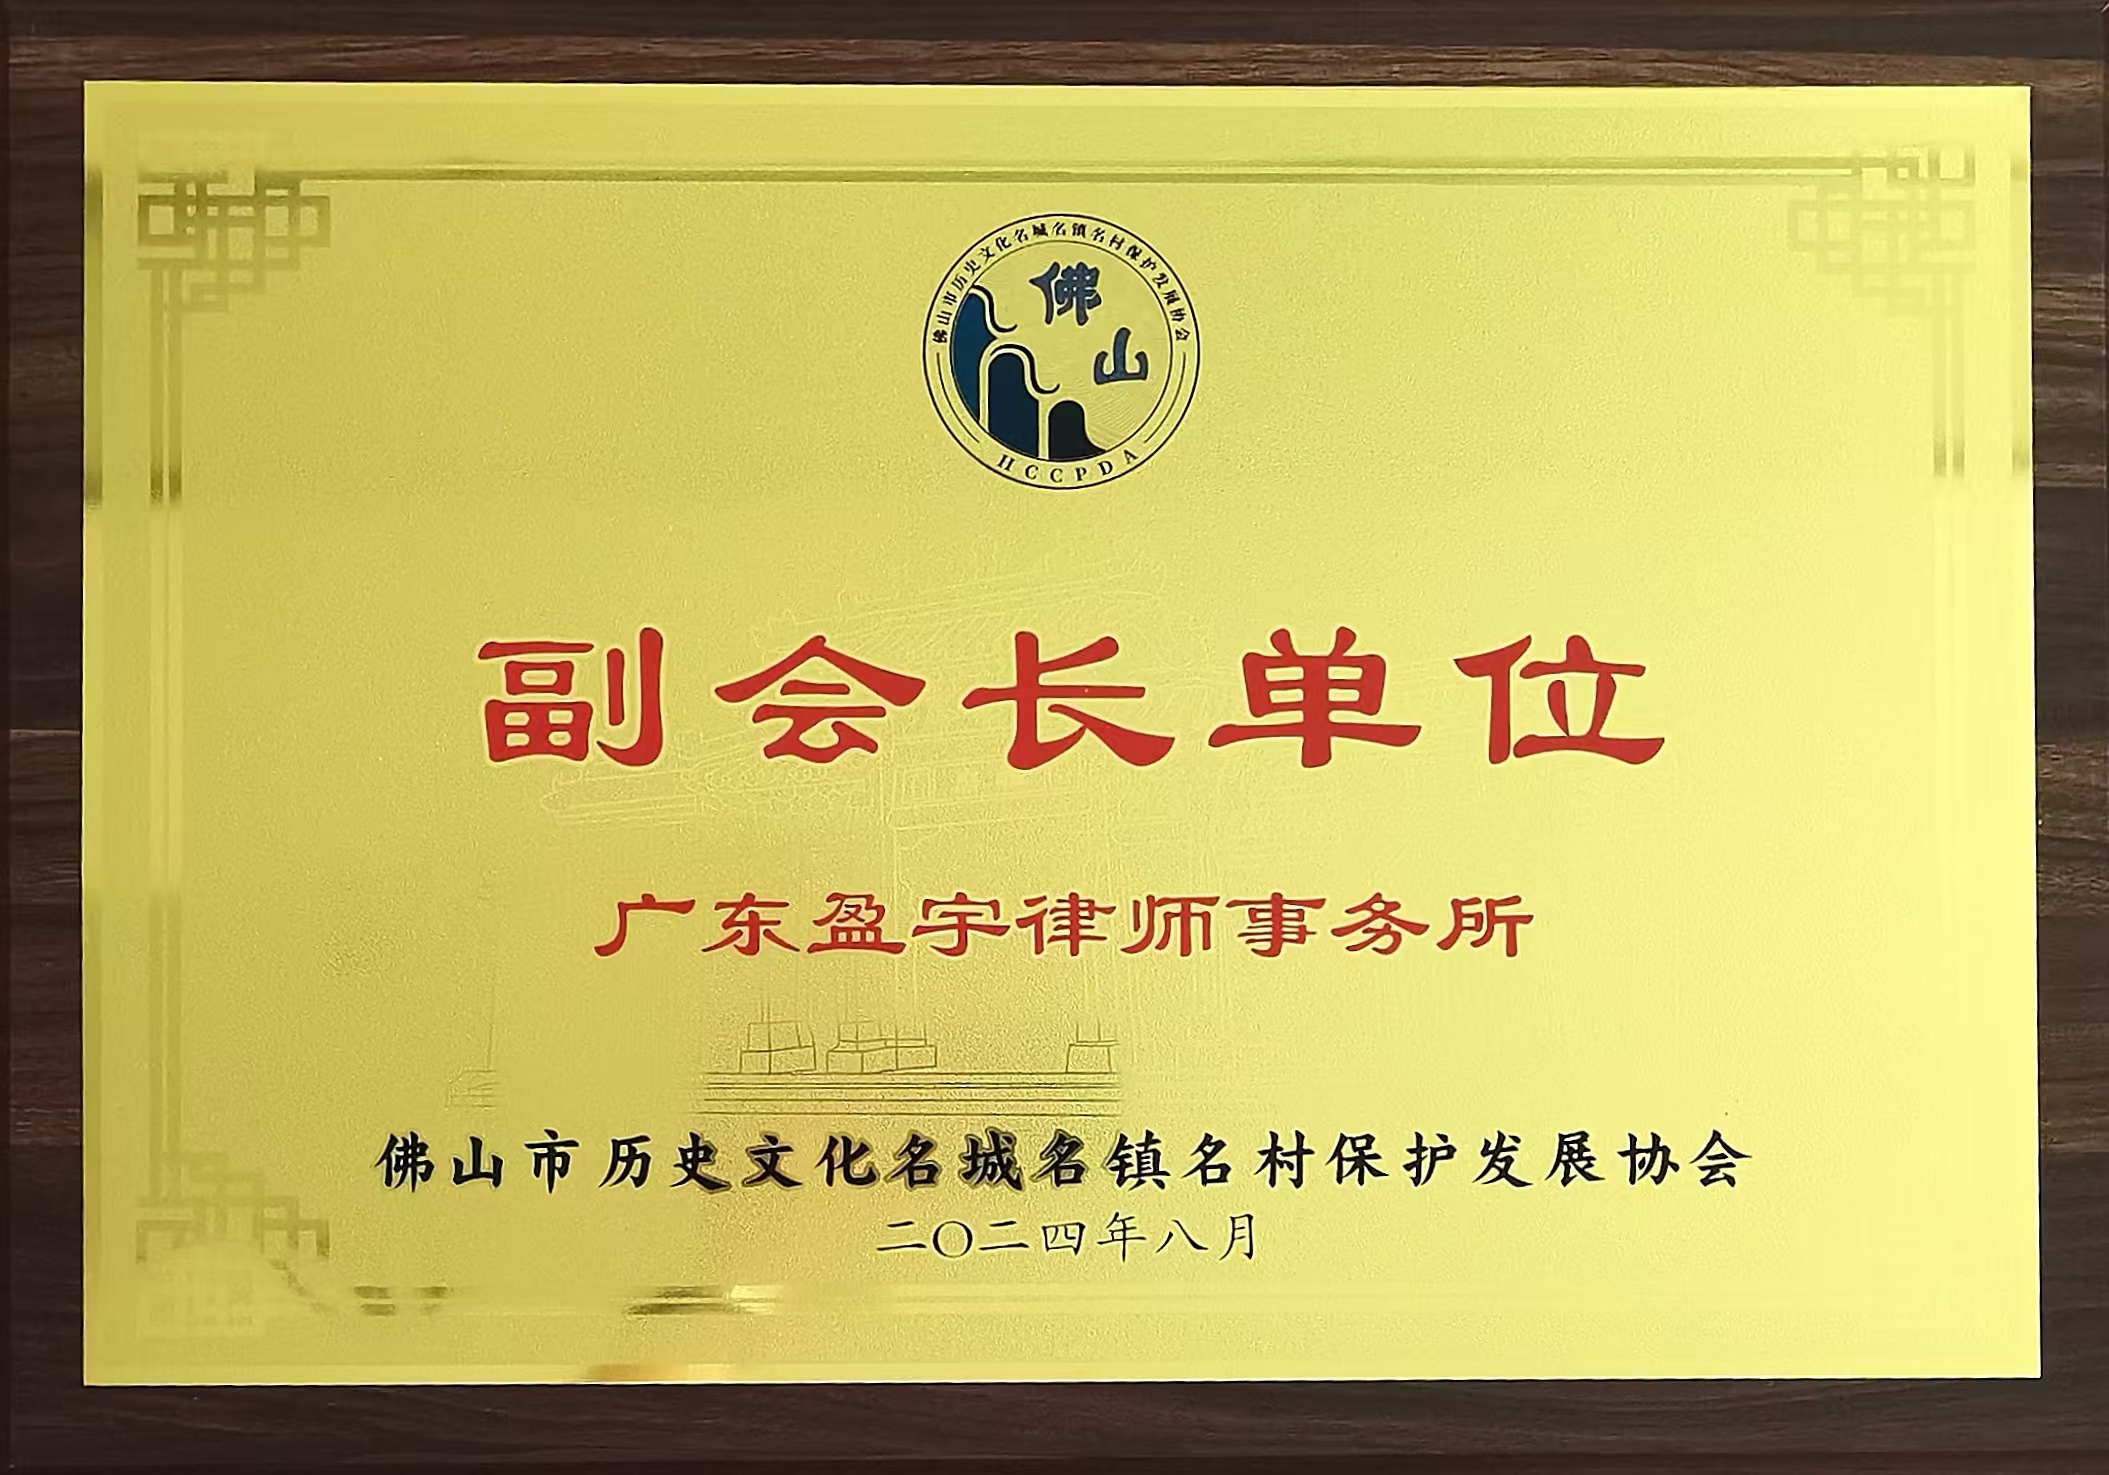 佛山市历史文化名城名镇名村保护发展协会
佛山
HCCPDA
副会长单位
广东盈宇律师事务所
佛山市历史文化名城名镇名村保护发展协会
二〇二四年八月